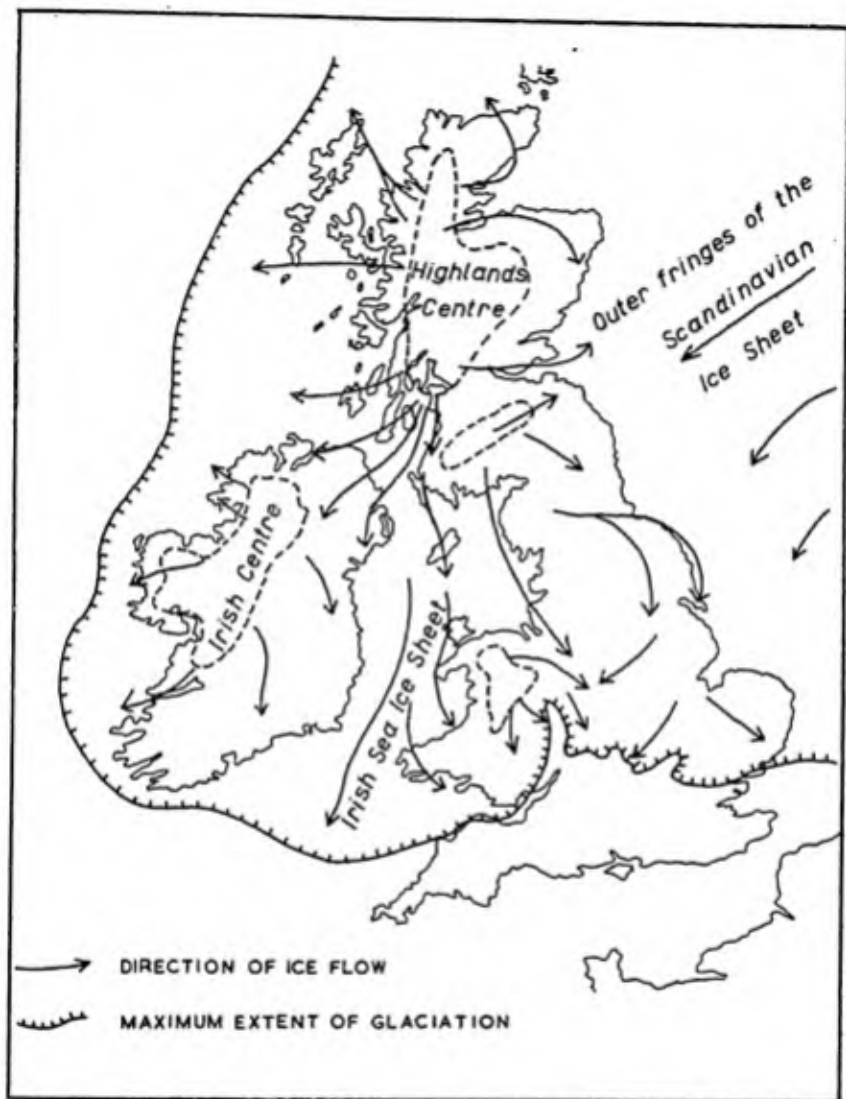 Highlands
Centre
Outer fringes of the
Scandinavian
Ice Sheet
Irish Centre
Irish Sea Ice Sheet
DIRECTION OF ICE FLOW
MAXIMUM EXTENT OF GLACIATION